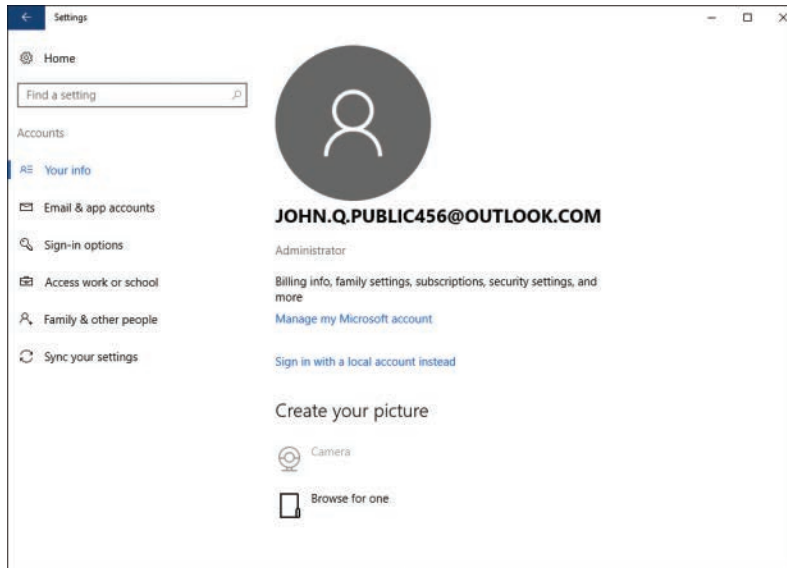 Settings
Home
Find a setting
Accounts
Your info
Email & app accounts
Sign-in options
Access work or school
Family & other people
Sync your settings
JOHN.Q.PUBLIC456@OUTLOOK.COM
Administrator
Billing info, family settings, subscriptions, security settings, and
more
Manage my Microsoft account
Sign in with a local account instead
Create your picture
Camera
Browse for one